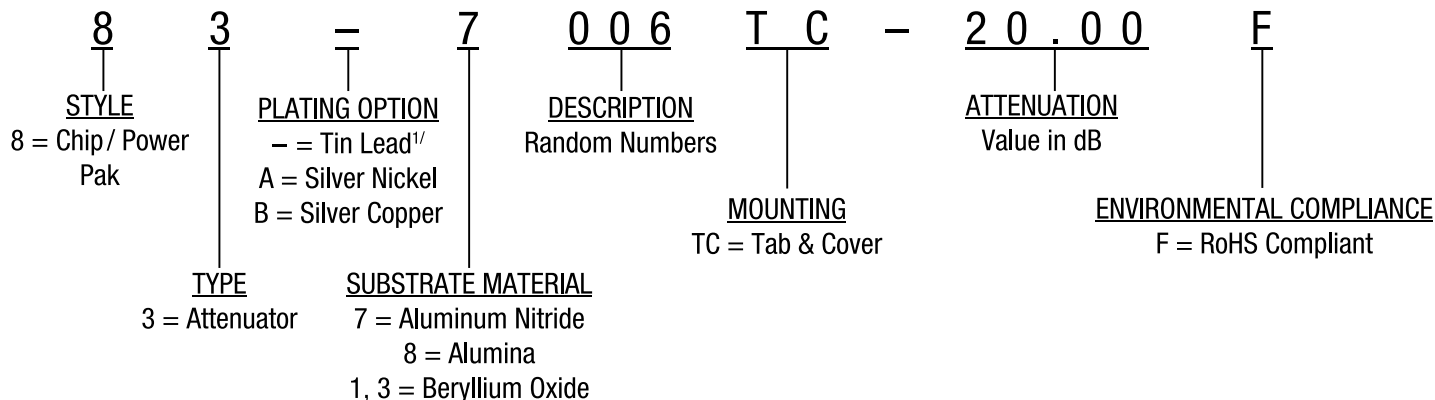 8 3 – 7 0 0 6 T C - 2 0 . 0 0 F
STYLE
8 = Chip / Power
Pak
PLATING OPTION
– = Tin Lead1/
A = Silver Nickel
B = Silver Copper
DESCRIPTION
Random Numbers
ATTENUATION
Value in dB
MOUNTING
TC = Tab & Cover
ENVIRONMENTAL COMPLIANCE
F = RoHS Compliant
TYPE
3 = Attenuator
SUBSTRATE MATERIAL
7 = Aluminum Nitride
8 = Alumina
1, 3 = Beryllium Oxide